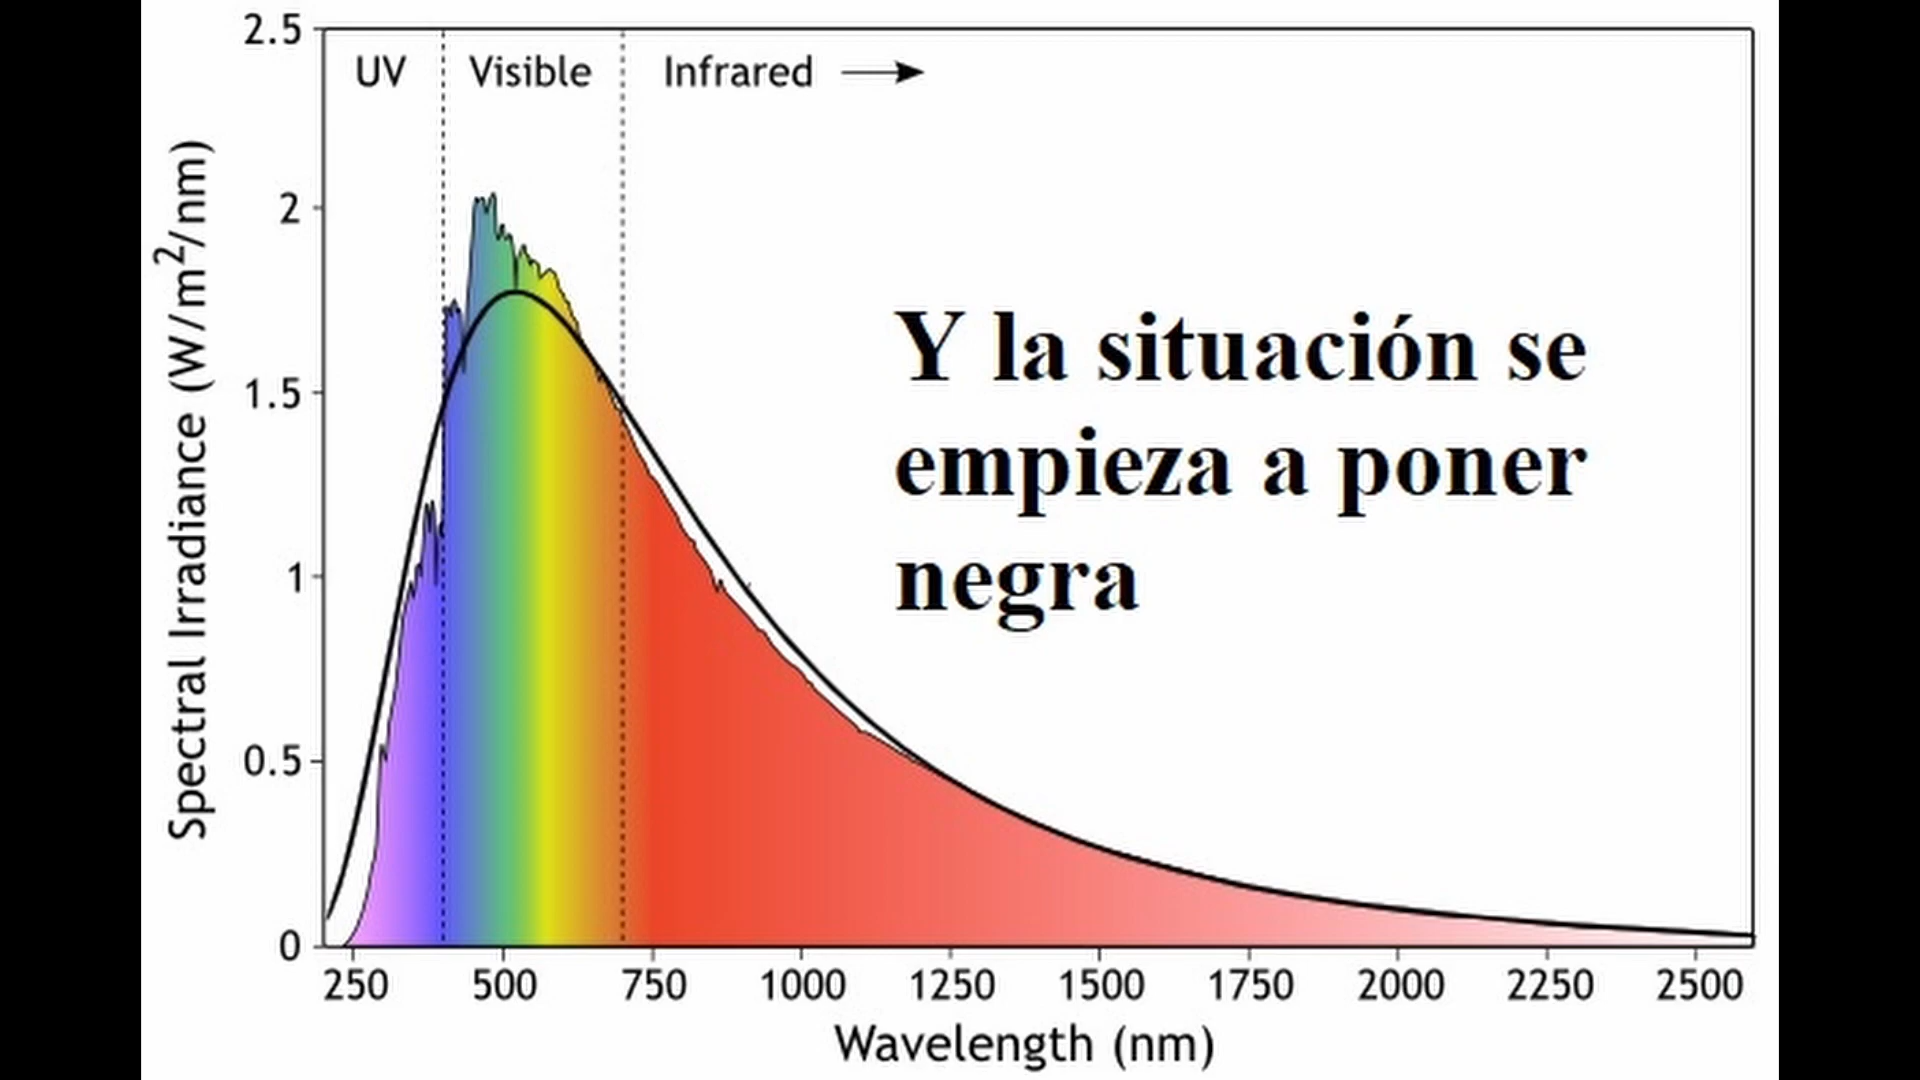 2.5
UV Visible Infrared
2
1.5
1
0.5
0
Spectral Irradiance (W/m²/nm)
Y la situación se
empieza a poner
negra
250 500 750 1000 1250 1500 1750 2000 2250 2500
Wavelength (nm)